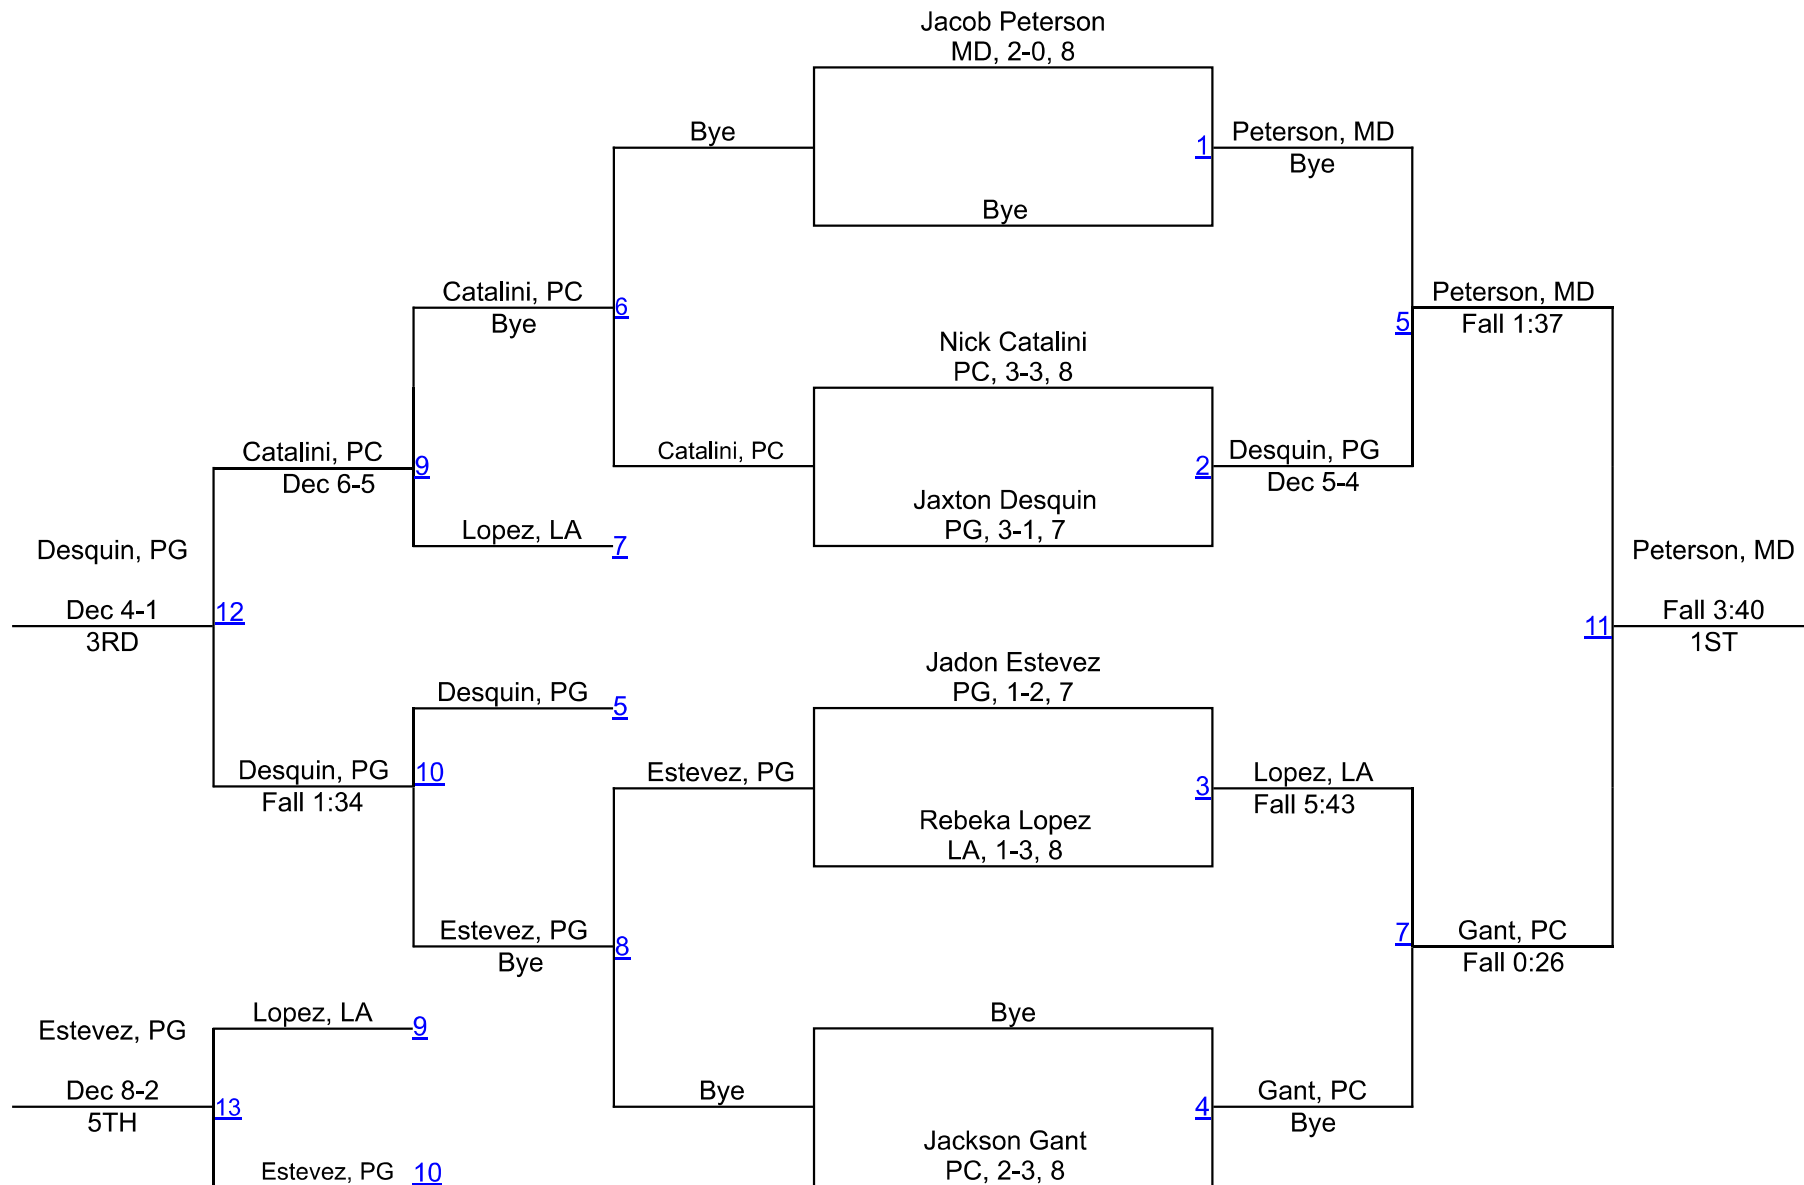 Jacob Peterson
MD, 2-0, 8
Bye
1
Peterson, MD
Bye
Bye
Catalini, PC
Bye
6
Peterson, MD
Fall 1:37
5
Nick Catalini
PC, 3-3, 8
Catalini, PC
Dec 6-5
9
Catalini, PC
2
Desquin, PG
Dec 5-4
Jaxton Desquin
PG, 3-1, 7
Lopez, LA
7
Desquin, PG
Dec 4-1
3RD
12
Peterson, MD
Fall 3:40
1ST
11
Jadon Estevez
PG, 1-2, 7
Desquin, PG
5
Desquin, PG
Fall 1:34
10
Estevez, PG
3
Lopez, LA
Fall 5:43
Rebeka Lopez
LA, 1-3, 8
Estevez, PG
Bye
8
7
Gant, PC
Fall 0:26
Lopez, LA
9
Bye
Estevez, PG
Dec 8-2
5TH
13
Bye
4
Gant, PC
Bye
Jackson Gant
PC, 2-3, 8
Estevez, PG
10